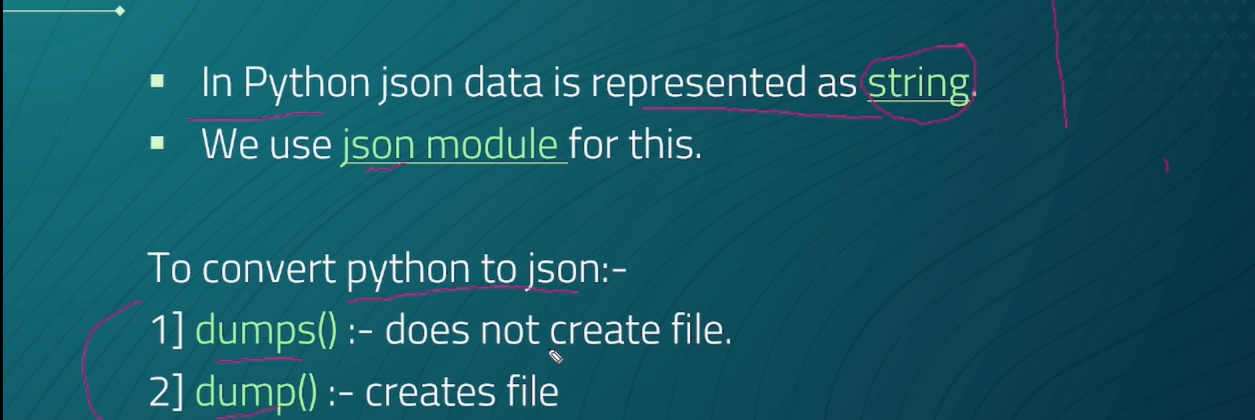 In Python json data is represented as string.
We use json module for this.
To convert python to json:-
1] dumps() :- does not create file.
2] dump() :- creates file